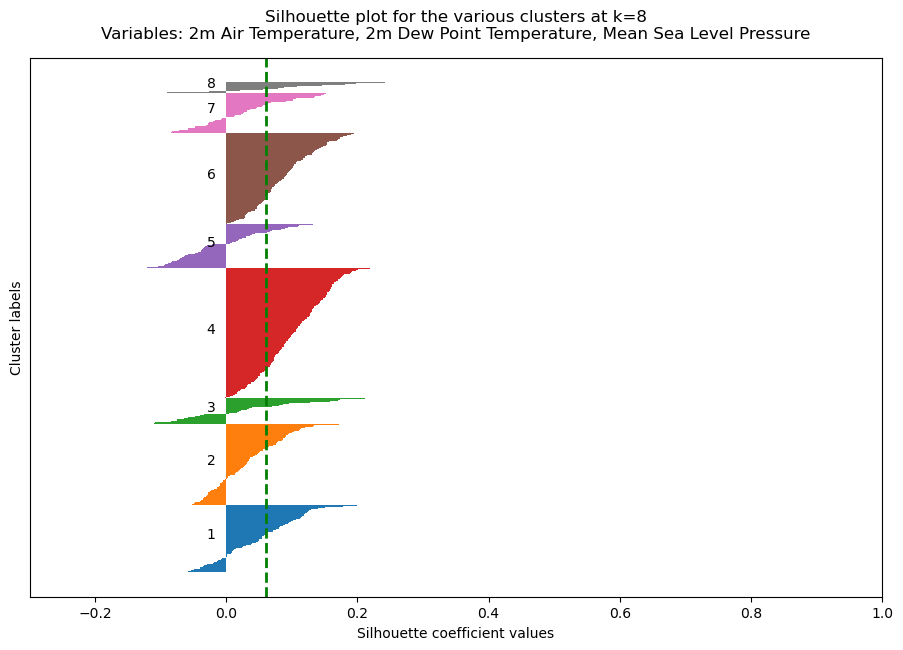 Silhouette plot for the various clusters at k=8
Variables: 2m Air Temperature, 2m Dew Point Temperature, Mean Sea Level Pressure
8
7
6
5
4
3
2
1
Cluster labels
−0.2 0.0 0.2 0.4 0.6 0.8 1.0
Silhouette coefficient values